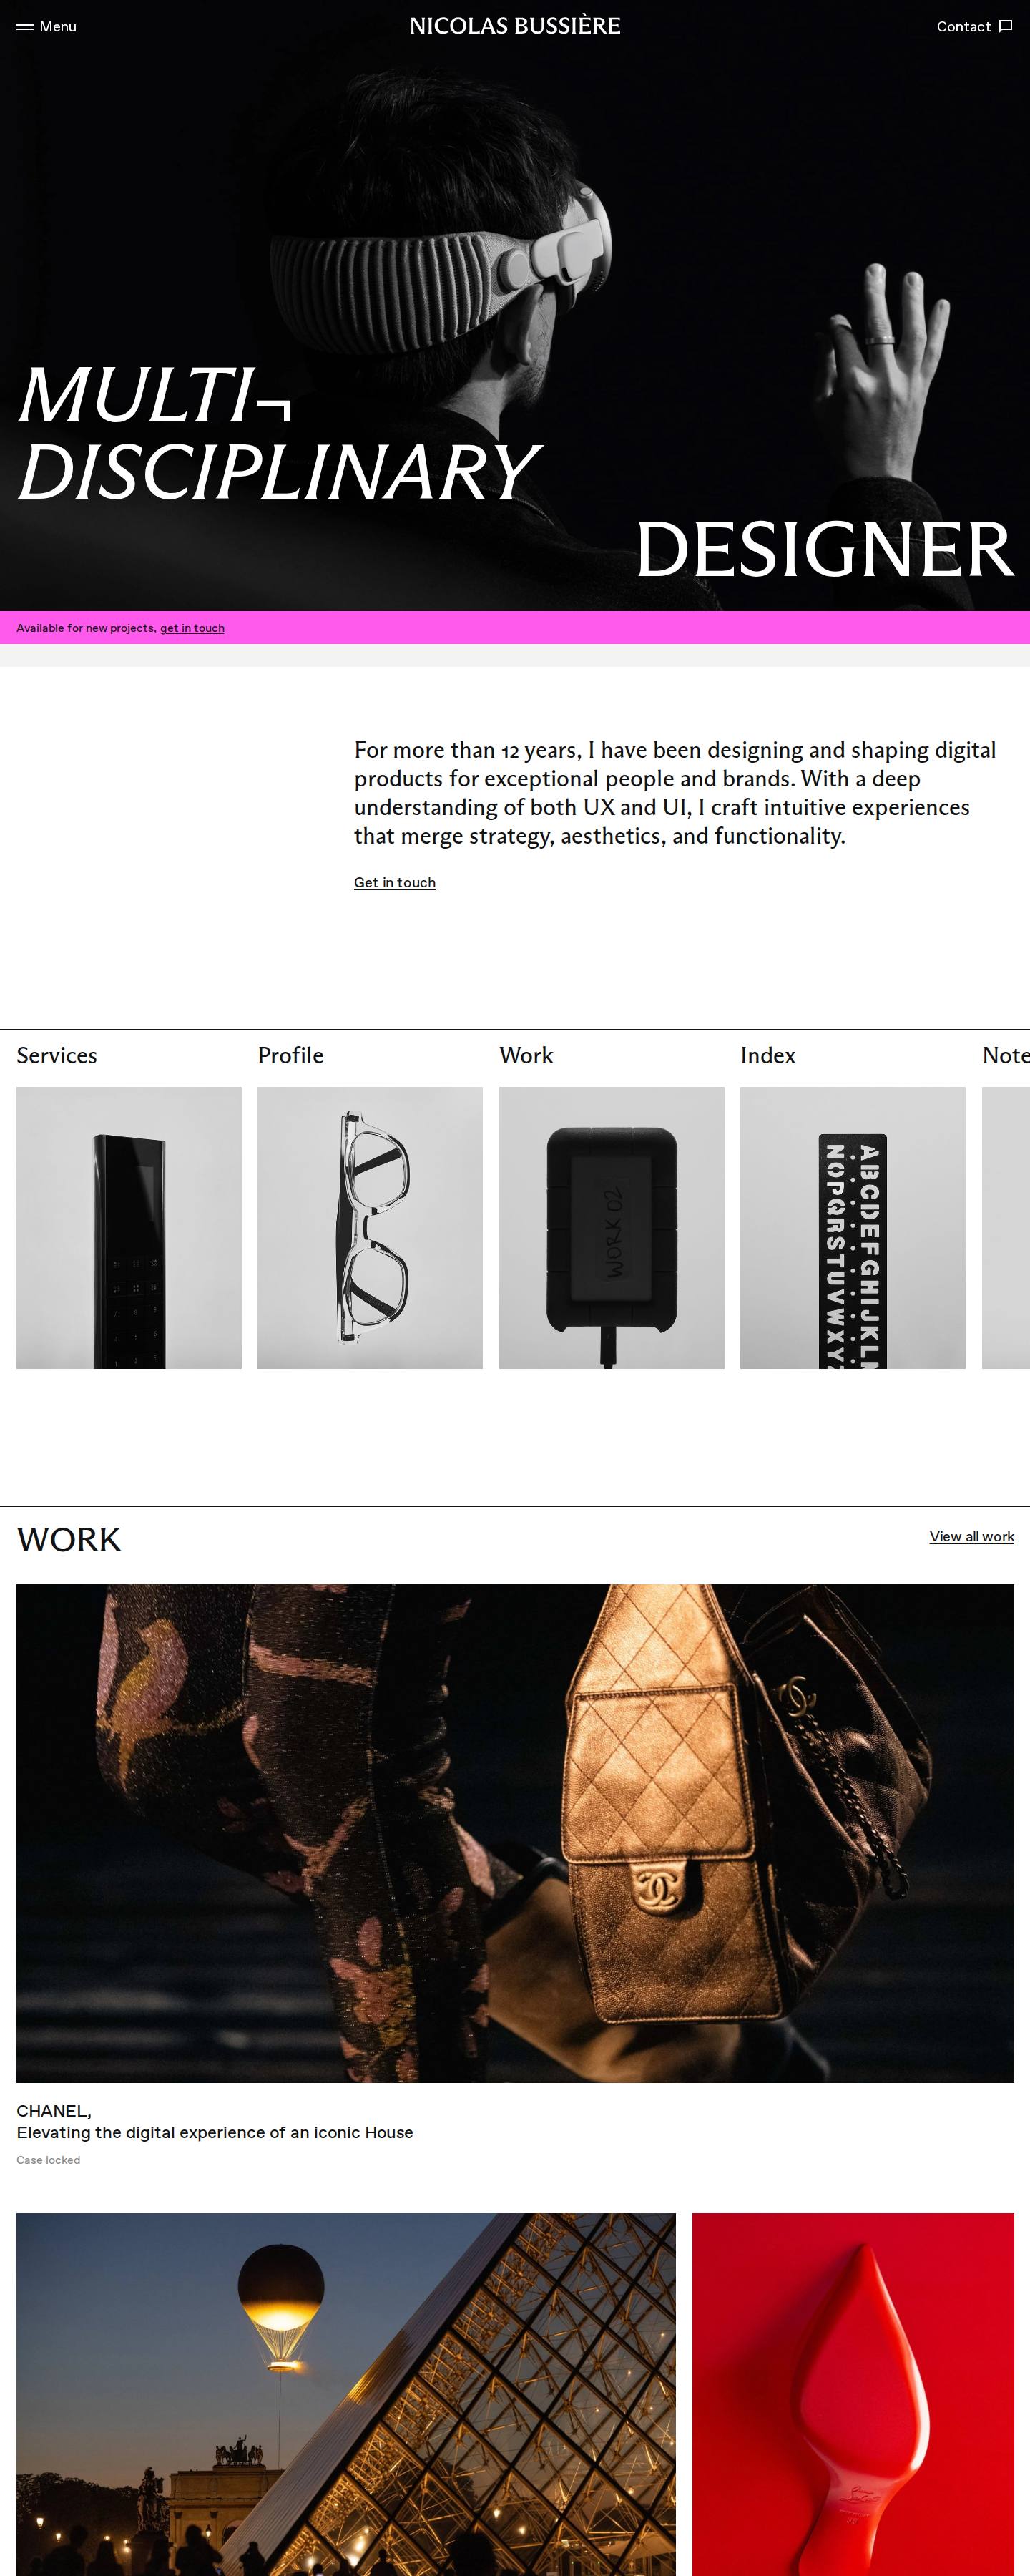 Menu
NICOLAS BUSSIÈRE
Contact
MULTI¬
DISCIPLINARY
DESIGNER
Available for new projects, get in touch
For more than 12 years, I have been designing and shaping digital
products for exceptional people and brands. With a deep
understanding of both UX and UI, I craft intuitive experiences
that merge strategy, aesthetics, and functionality.
Get in touch
Services
Profile
Work
Index
Note
WORK 02
ABCDEFGHIJKL
NOPQRSTUVWXYZ
WORK
View all work
CHANEL,
Elevating the digital experience of an iconic House
Case locked